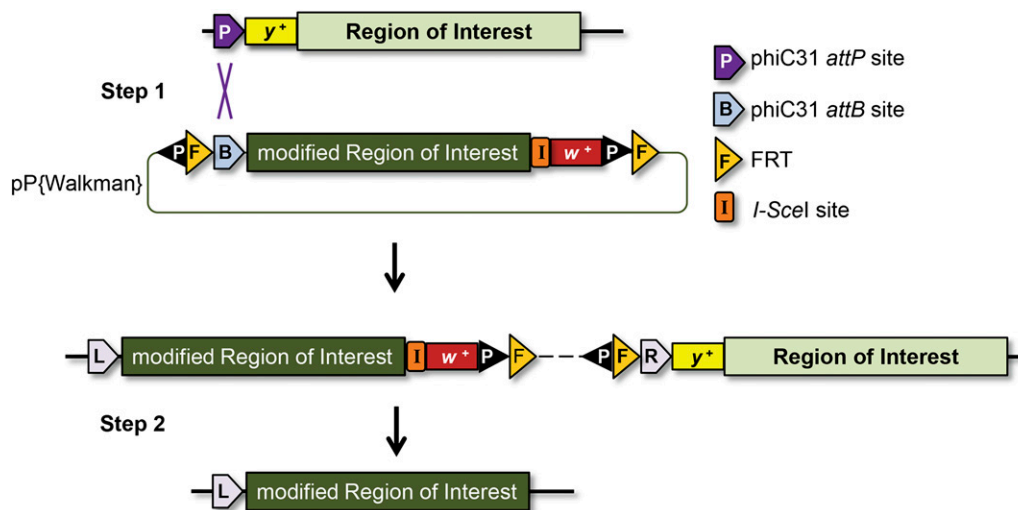 P y+ Region of Interest
Step 1
P F B modified Region of Interest I w+ P F
pP{Walkman}
P phiC31 attP site
B phiC31 attB site
F FRT
I I-SceI site
L modified Region of Interest I w+ P F P F R y+ Region of Interest
Step 2
L modified Region of Interest